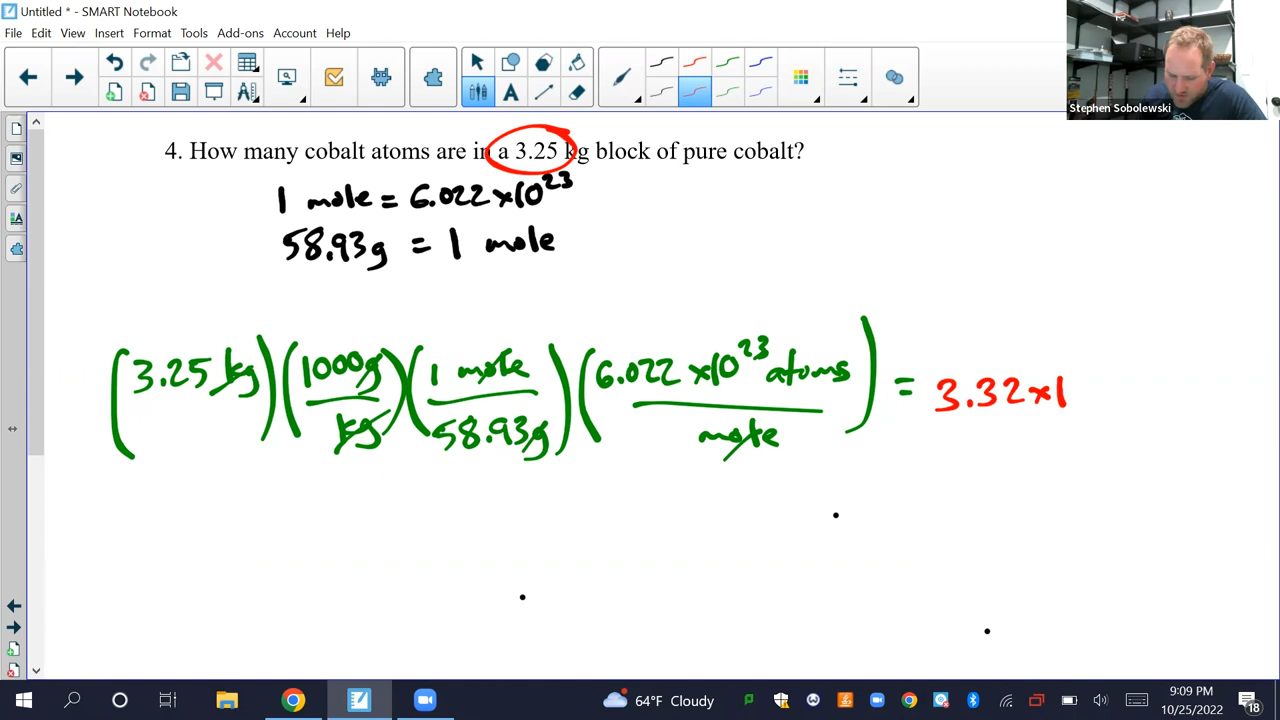 Untitled * - SMART Notebook
File Edit View Insert Format Tools Add-ons Account Help
Stephen Sobolewski
4. How many cobalt atoms are in a 3.25 kg block of pure cobalt?
1 mole = 6.022 x 10^23
58.93g = 1 mole
(3.25 kg) (1000g / kg) (1 mole / 58.93g) (6.022 x 10^23 atoms / mole) = 3.32 x 1
64°F Cloudy
9:09 PM
10/25/2022
18